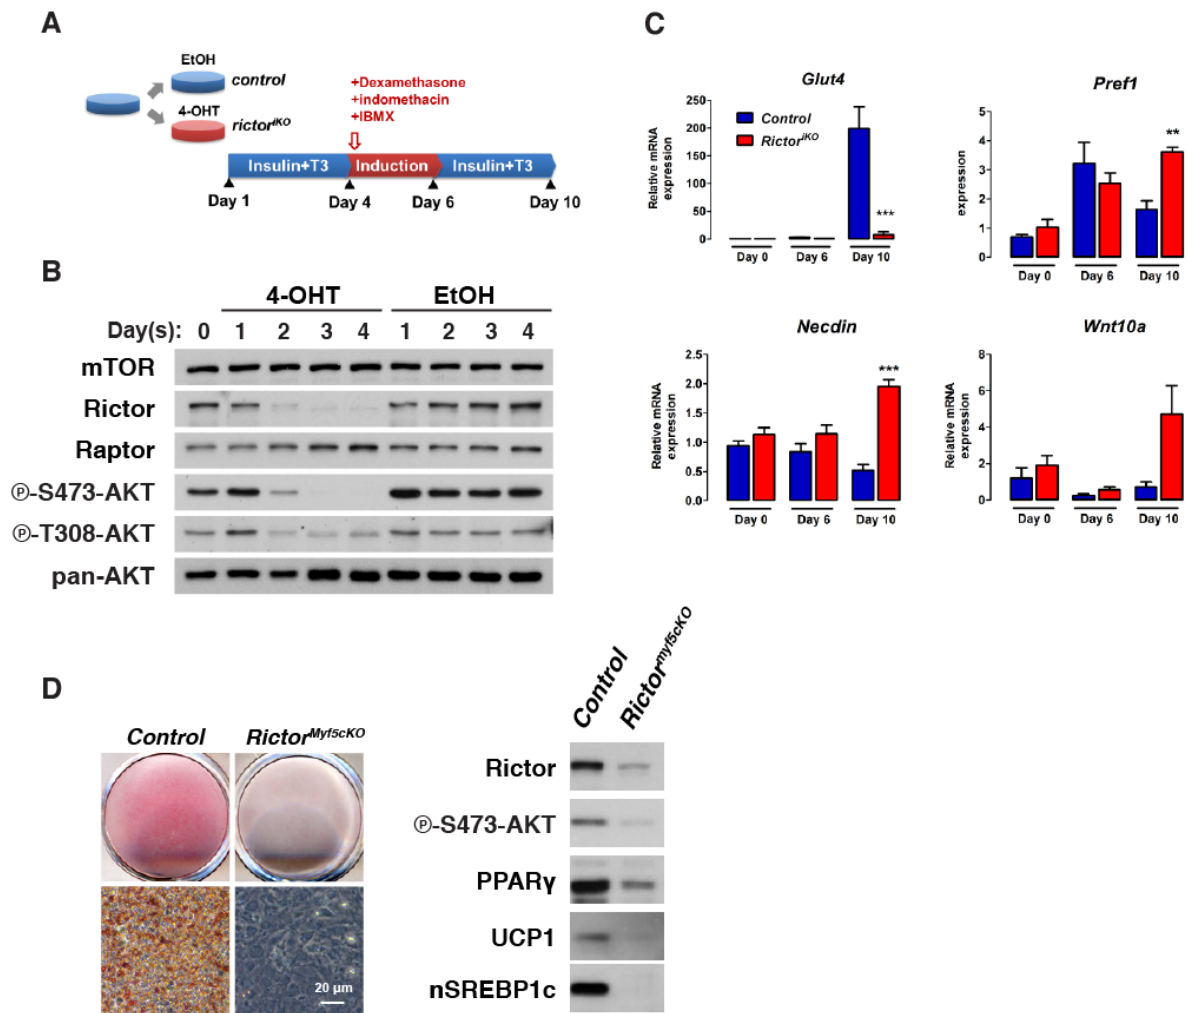 A
EtOH
control
4-OHT
rictor^iKO
+Dexamethasone
+indomethacin
+IBMX
Insulin+T3 Induction Insulin+T3
Day 1 Day 4 Day 6 Day 10
B
4-OHT EtOH
Day(s): 0 1 2 3 4 1 2 3 4
mTOR
Rictor
Raptor
Ⓟ-S473-AKT
Ⓟ-T308-AKT
pan-AKT
C
Glut4
Relative mRNA
expression
250
200
150
100
50
0
Control
Rictor^iKO
***
Day 0 Day 6 Day 10
Pref1
expression
5
4
3
2
1
0
**
Day 0 Day 6 Day 10
Necdin
Relative mRNA
expression
2.5
2.0
1.5
1.0
0.5
0.0
***
Day 0 Day 6 Day 10
Wnt10a
Relative mRNA
expression
8
6
4
2
0
Day 0 Day 6 Day 10
D
Control Rictor^Myf5cKO
20 µm
Control Rictor^myf5cKO
Rictor
Ⓟ-S473-AKT
PPARγ
UCP1
nSREBP1c